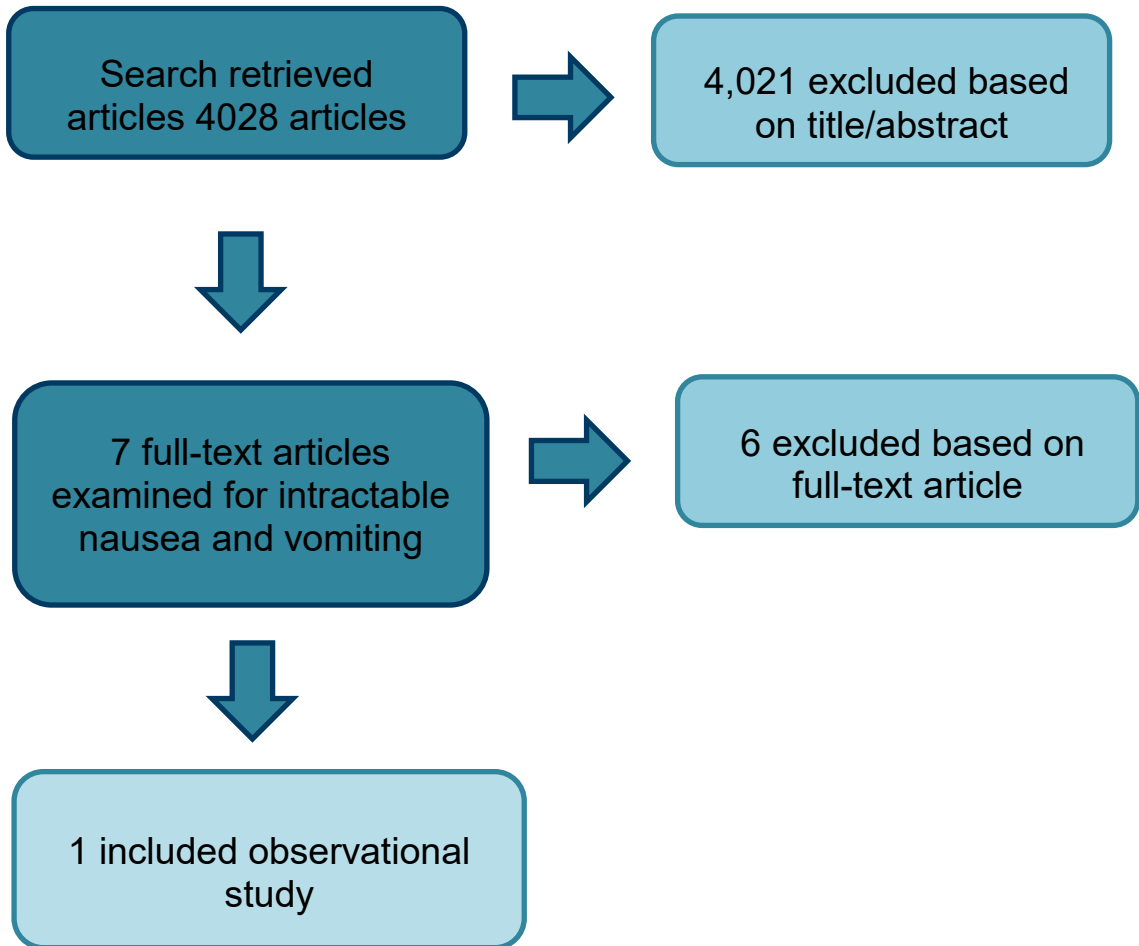 Search retrieved
articles 4028 articles
4,021 excluded based
on title/abstract
7 full-text articles
examined for intractable
nausea and vomiting
6 excluded based on
full-text article
1 included observational
study